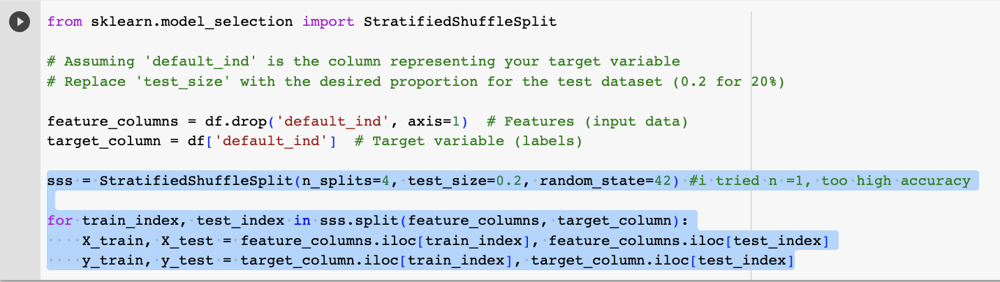 from sklearn.model_selection import StratifiedShuffleSplit
# Assuming 'default_ind' is the column representing your target variable
# Replace 'test_size' with the desired proportion for the test dataset (0.2 for 20%)
feature_columns = df.drop('default_ind', axis=1)  # Features (input data)
target_column = df['default_ind']  # Target variable (labels)
sss = StratifiedShuffleSplit(n_splits=4, test_size=0.2, random_state=42) #i tried n =1, too high accuracy
for train_index, test_index in sss.split(feature_columns, target_column):
    X_train, X_test = feature_columns.iloc[train_index], feature_columns.iloc[test_index]
    y_train, y_test = target_column.iloc[train_index], target_column.iloc[test_index]